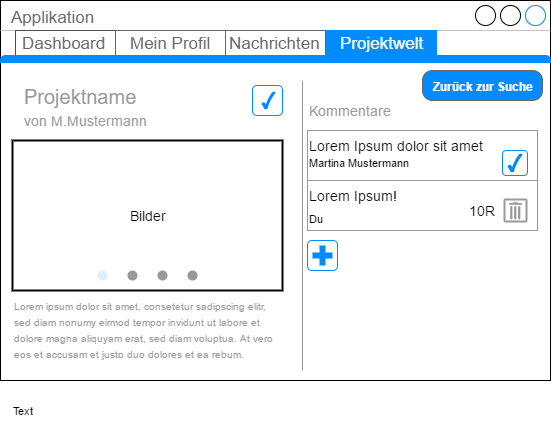 Applikation
Dashboard
Mein Profil
Nachrichten
Projektwelt
Zurück zur Suche
Projektname
von M.Mustermann
Bilder
Lorem ipsum dolor sit amet, consetetur sadipscing elitr,
sed diam nonumy eirmod tempor invidunt ut labore et
dolore magna aliquyam erat, sed diam voluptua. At vero
eos et accusam et justo duo dolores et ea rebum.
Kommentare
Lorem Ipsum dolor sit amet
Martina Mustermann
Lorem Ipsum!
Du
10R
Text